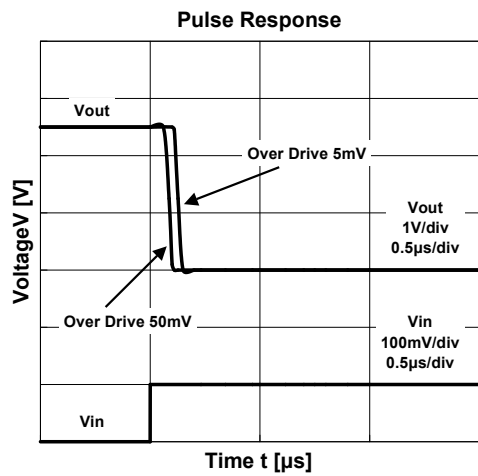 Pulse Response
Vout
Over Drive 5mV
VoltageV [V]
Vout
1V/div
0.5µs/div
Over Drive 50mV
Vin
100mV/div
0.5µs/div
Vin
Time t [µs]